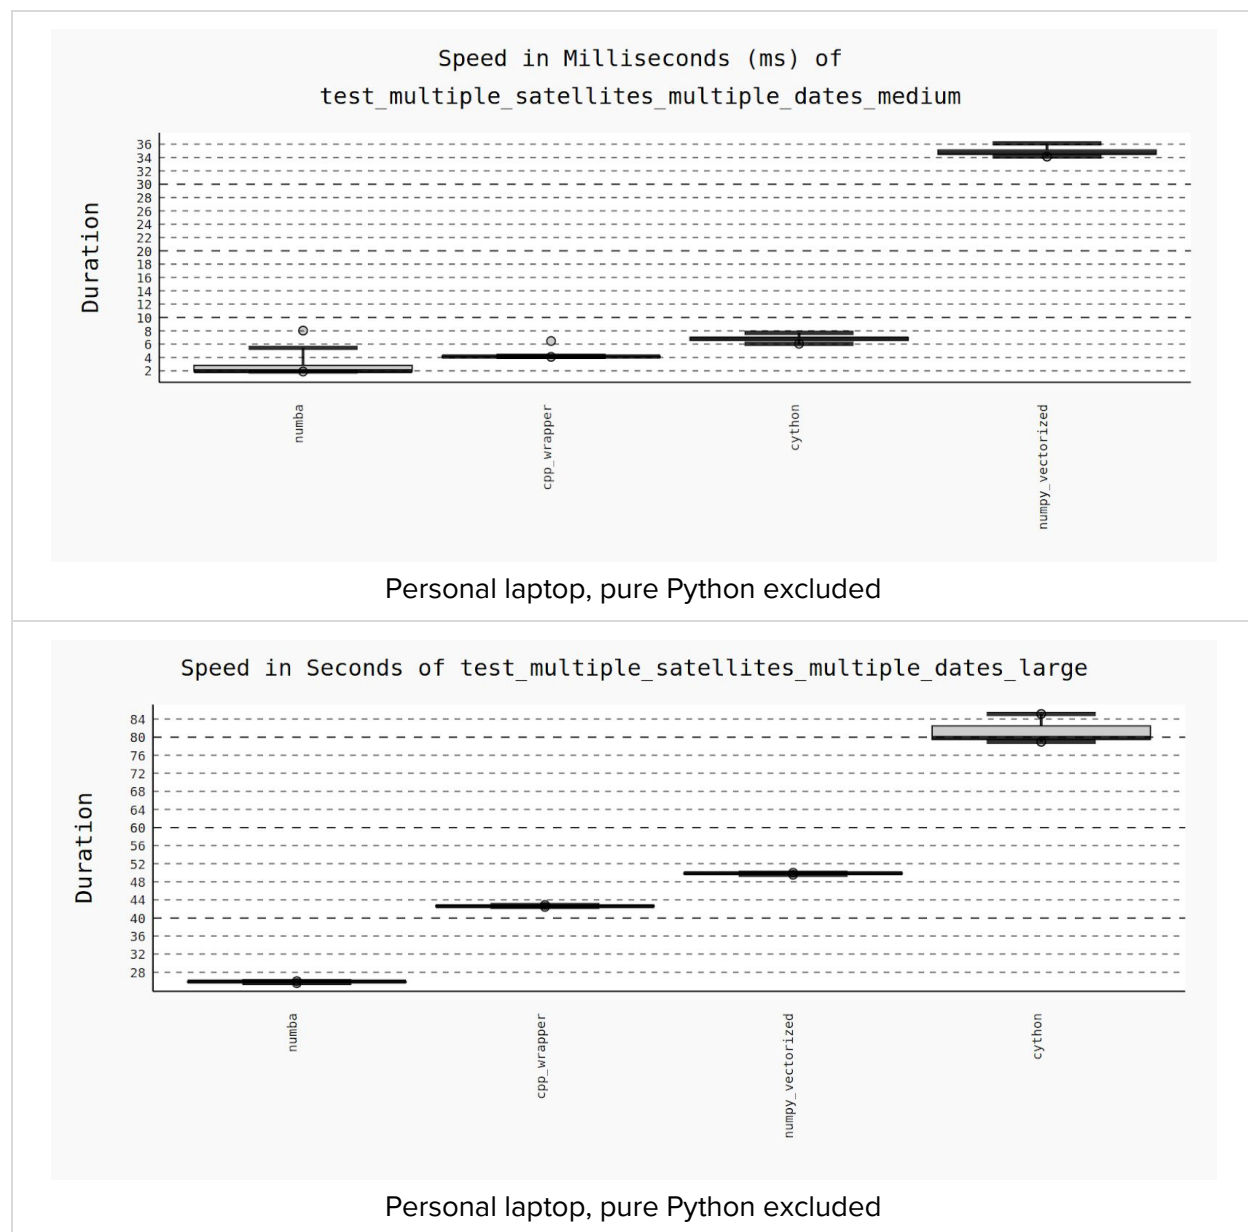 Speed in Milliseconds (ms) of
test_multiple_satellites_multiple_dates_medium
Duration
36
34
32
30
28
26
24
22
20
18
16
14
12
10
8
6
4
2
numba
cpp_wrapper
cython
numpy_vectorized
Personal laptop, pure Python excluded
Speed in Seconds of test_multiple_satellites_multiple_dates_large
Duration
84
80
76
72
68
64
60
56
52
48
44
40
36
32
28
numba
cpp_wrapper
numpy_vectorized
cython
Personal laptop, pure Python excluded